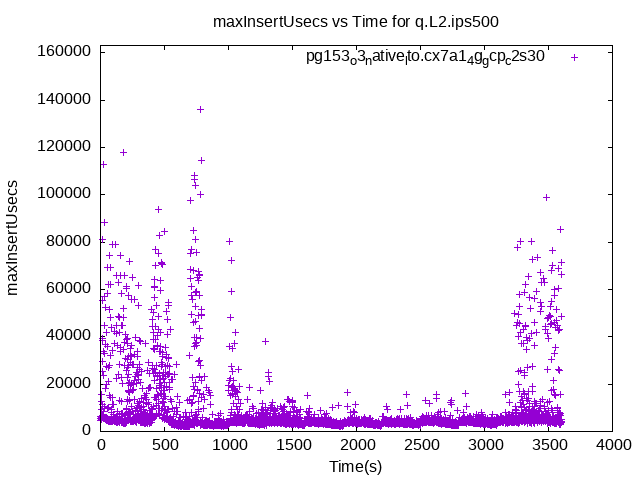 maxInsertUsecs vs Time for q.L2.ips500
pg153_o3_native_lto.cx7a1_4g_gcp_c2s30
160000
140000
120000
100000
80000
60000
40000
20000
0
maxInsertUsecs
0 500 1000 1500 2000 2500 3000 3500 4000
Time(s)